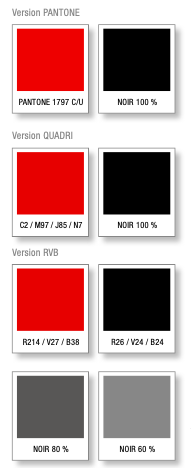 Version PANTONE
PANTONE 1797 C/U
NOIR 100 %
Version QUADRI
C2 / M97 / J85 / N7
NOIR 100 %
Version RVB
R214 / V27 / B38
R26 / V24 / B24
NOIR 80 %
NOIR 60 %